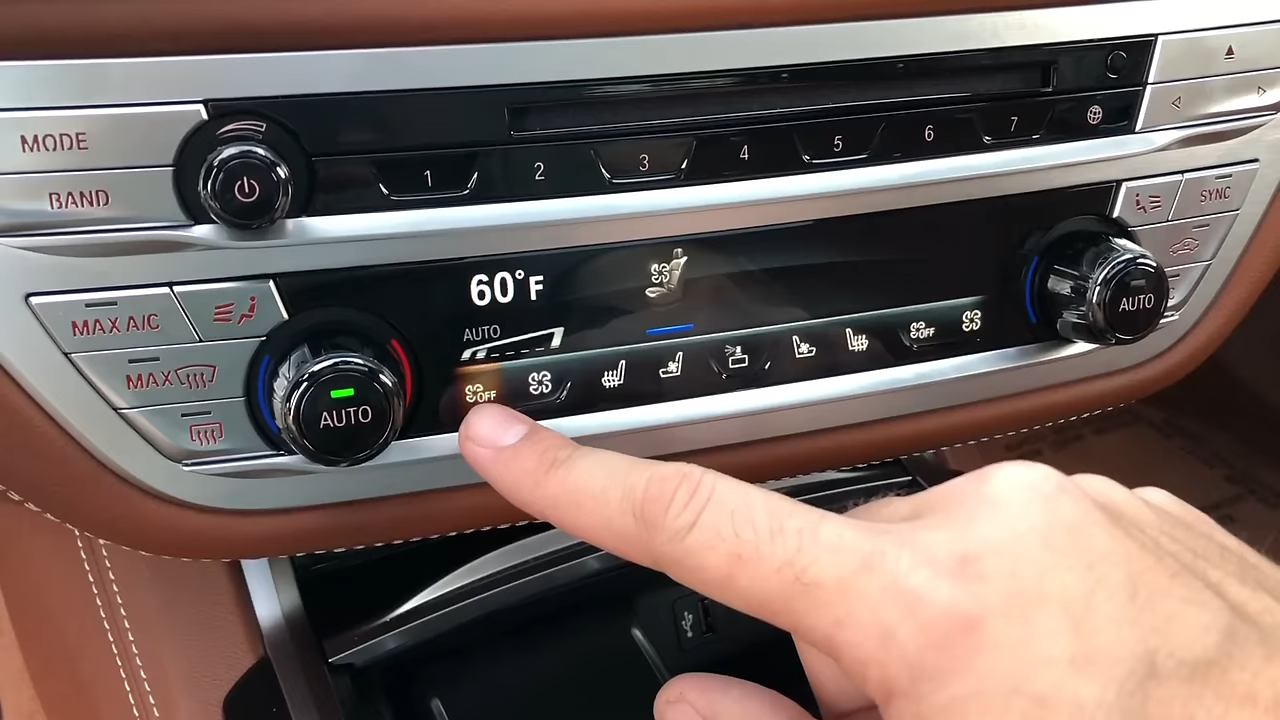 MODE
BAND
1 2 3 4 5 6 7
SYNC
MAX A/C
MAX
60°F
AUTO
AUTO
AUTO
OFF
OFF